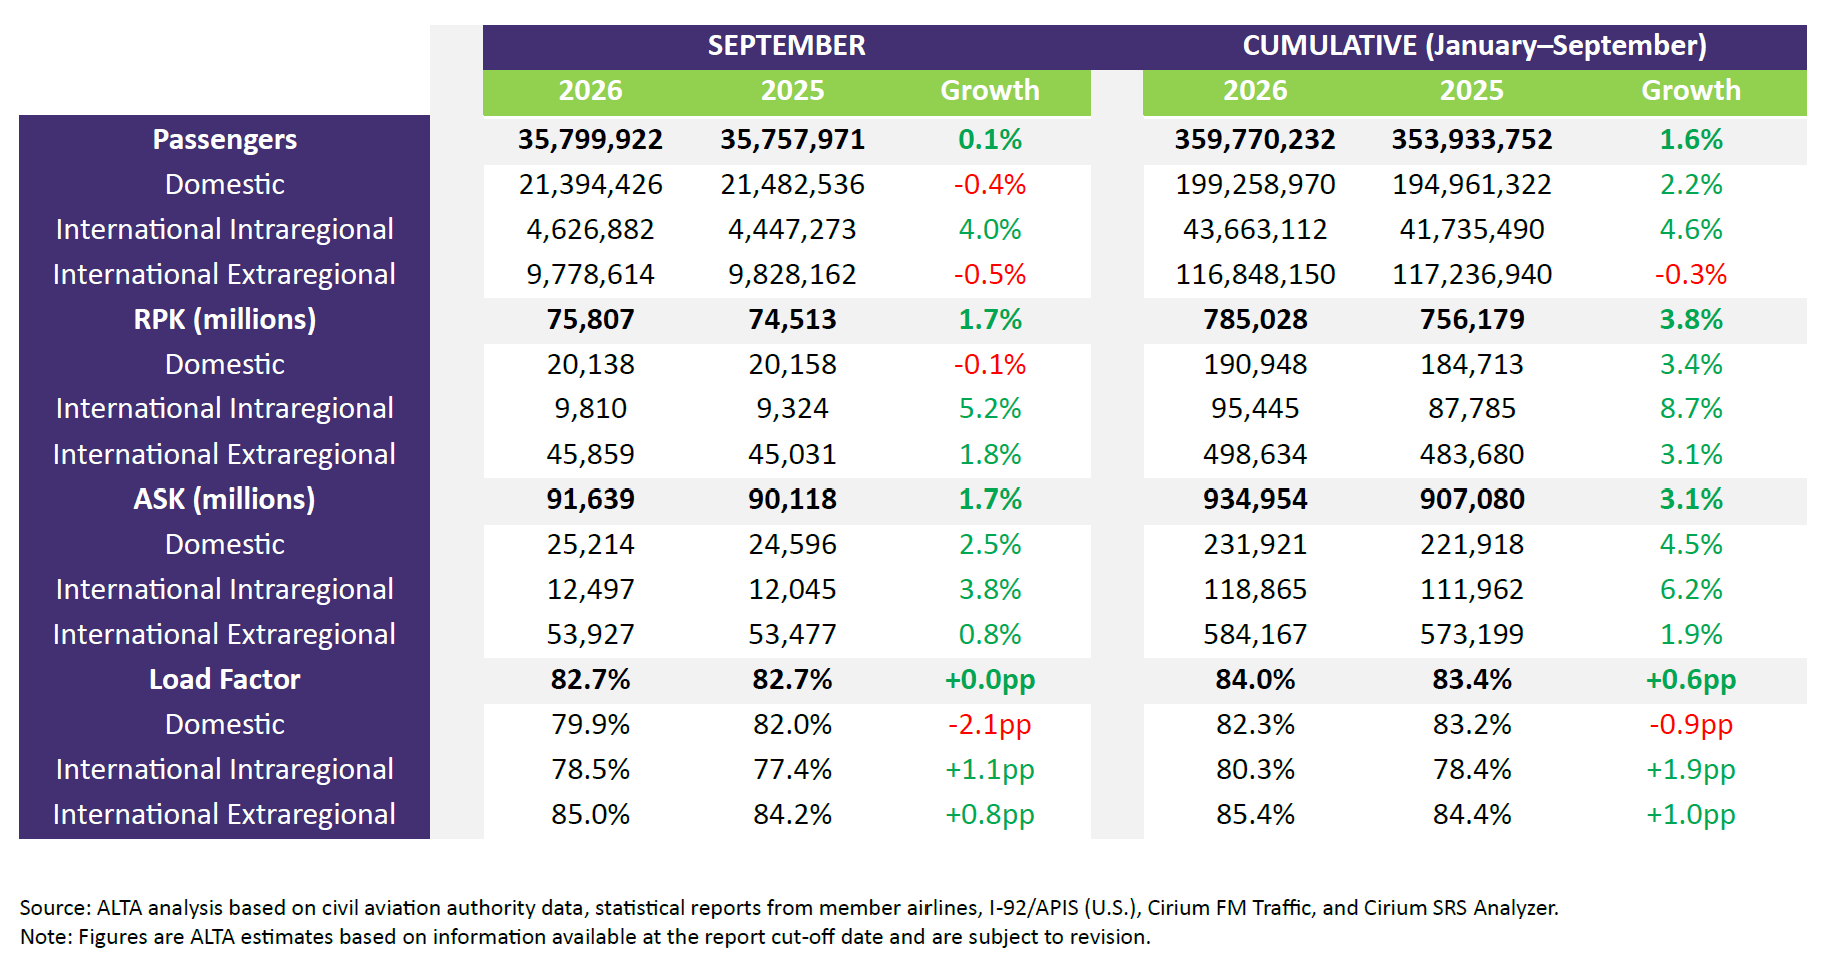 SEPTEMBER CUMULATIVE (January–September)
2026 2025 Growth 2026 2025 Growth
Passengers 35,799,922 35,757,971 0.1% 359,770,232 353,933,752 1.6%
Domestic 21,394,426 21,482,536 -0.4% 199,258,970 194,961,322 2.2%
International Intraregional 4,626,882 4,447,273 4.0% 43,663,112 41,735,490 4.6%
International Extraregional 9,778,614 9,828,162 -0.5% 116,848,150 117,236,940 -0.3%
RPK (millions) 75,807 74,513 1.7% 785,028 756,179 3.8%
Domestic 20,138 20,158 -0.1% 190,948 184,713 3.4%
International Intraregional 9,810 9,324 5.2% 95,445 87,785 8.7%
International Extraregional 45,859 45,031 1.8% 498,634 483,680 3.1%
ASK (millions) 91,639 90,118 1.7% 934,954 907,080 3.1%
Domestic 25,214 24,596 2.5% 231,921 221,918 4.5%
International Intraregional 12,497 12,045 3.8% 118,865 111,962 6.2%
International Extraregional 53,927 53,477 0.8% 584,167 573,199 1.9%
Load Factor 82.7% 82.7% +0.0pp 84.0% 83.4% +0.6pp
Domestic 79.9% 82.0% -2.1pp 82.3% 83.2% -0.9pp
International Intraregional 78.5% 77.4% +1.1pp 80.3% 78.4% +1.9pp
International Extraregional 85.0% 84.2% +0.8pp 85.4% 84.4% +1.0pp
Source: ALTA analysis based on civil aviation authority data, statistical reports from member airlines, I-92/APIS (U.S.), Cirium FM Traffic, and Cirium SRS Analyzer.
Note: Figures are ALTA estimates based on information available at the report cut-off date and are subject to revision.